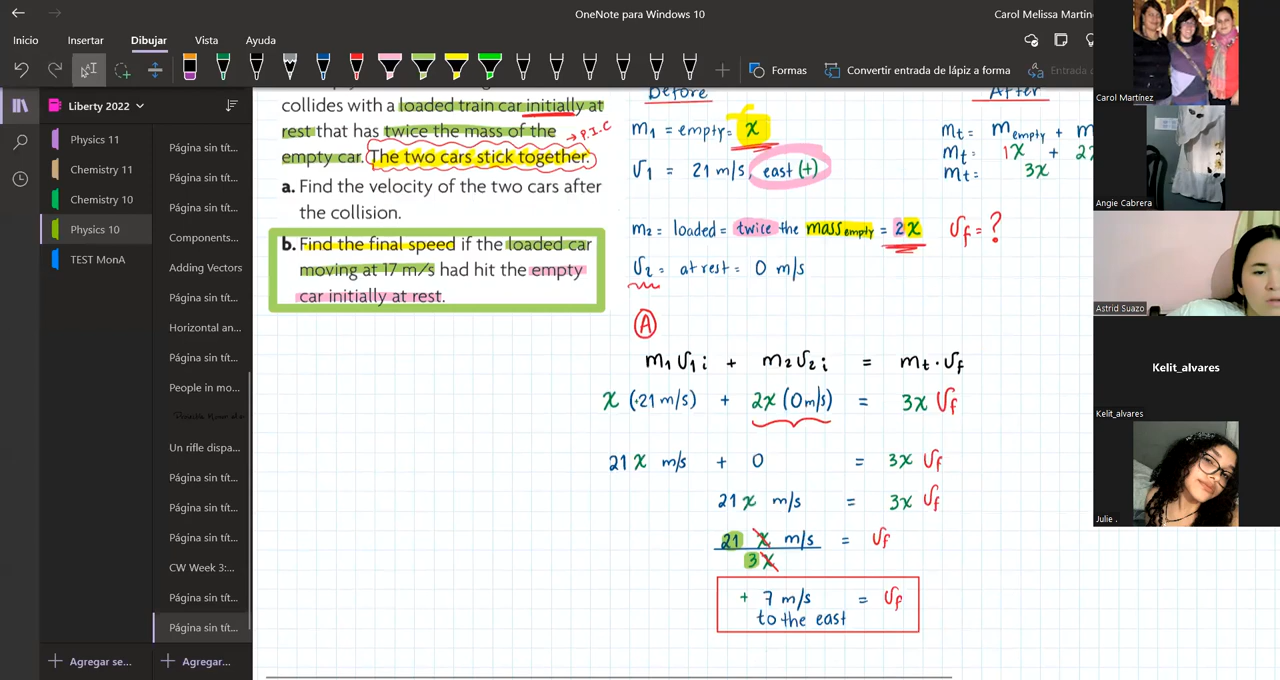 OneNote para Windows 10
Carol Melissa Martin
Inicio
Insertar
Dibujar
Vista
Ayuda
Formas
Convertir entrada de lápiz a forma
Entrada
Liberty 2022
Physics 11
Chemistry 11
Chemistry 10
Physics 10
TEST MonA
Agregar se...
Página sin tít...
Página sin tít...
Página sin tít...
Components...
Adding Vectors
Página sin tít...
Horizontal an...
Página sin tít...
People in mo...
Un rifle dispa...
Página sin tít...
Página sin tít...
Página sin tít...
CW Week 3:...
Página sin tít...
Página sin tít...
Agregar...
collides with a loaded train car initially at
rest that has twice the mass of the
→ P.I.C
empty car. The two cars stick together.
a. Find the velocity of the two cars after
the collision.
b. Find the final speed if the loaded car
moving at 17 m/s had hit the empty
car initially at rest.
Before
m1 = empty = x
v1 = 21 m/s, east (+)
m2 = loaded = twice the mass empty = 2x
vf = ?
v2 = at rest = 0 m/s
After
mt = mempty + m
mt = 1x + 2x
mt = 3x
A
m1v1i + m2v2i = mt · vf
x (+21 m/s) + 2x (0 m/s) = 3x vf
21x m/s + 0 = 3x vf
21x m/s = 3x vf
21 x m/s = vf
3x
+ 7 m/s = vf
to the east
Carol Martínez
Angie Cabrera
Astrid Suazo
Kelit_alvares
Kelit_alvares
Julie .